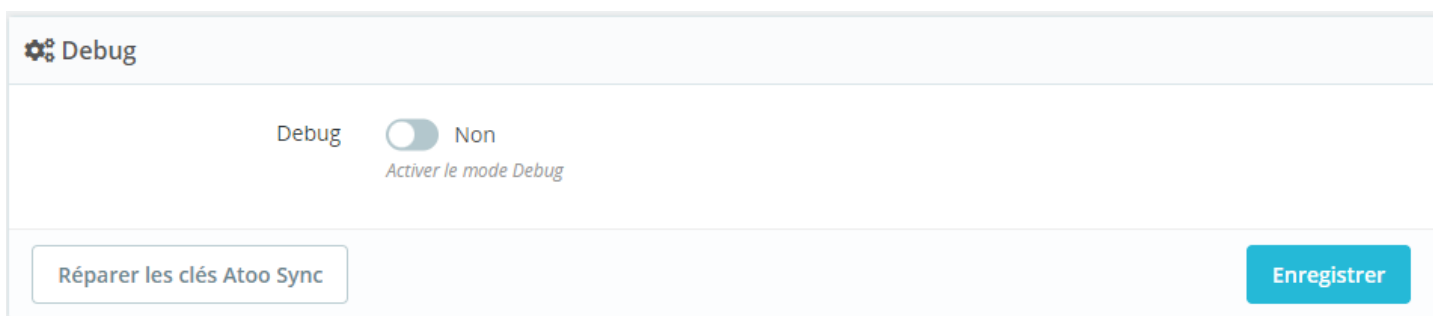 Debug
Debug Non
Activer le mode Debug
Réparer les clés Atoo Sync Enregistrer